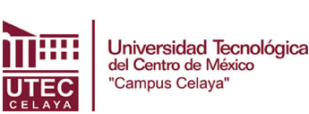 UTEC
CELAYA
Universidad Tecnológica
del Centro de México
"Campus Celaya"